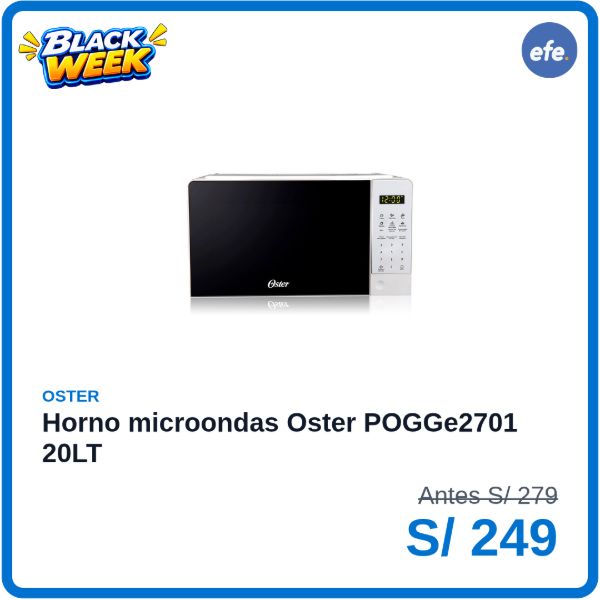 BLACK
WEEK
efe.
12:00
Oster
OSTER
Horno microondas Oster POGGe2701
20LT
Antes S/ 279
S/ 249